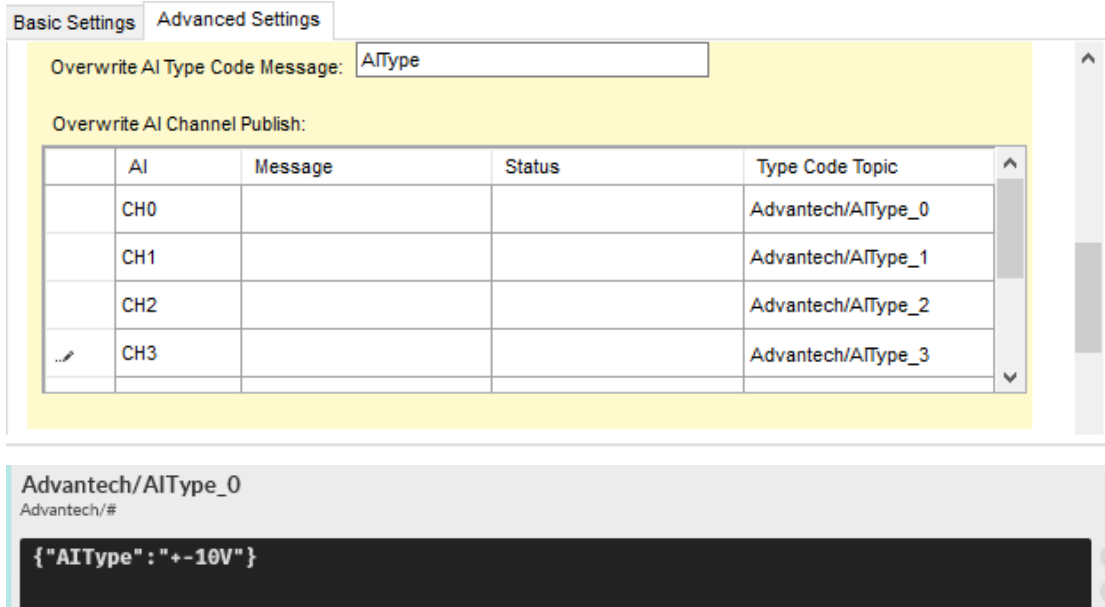 Basic Settings Advanced Settings
Overwrite AI Type Code Message: AIType
Overwrite AI Channel Publish:
AI Message Status Type Code Topic
CH0 Advantech/AIType_0
CH1 Advantech/AIType_1
CH2 Advantech/AIType_2
CH3 Advantech/AIType_3
Advantech/AIType_0
Advantech/#
{"AIType":"+-10V"}